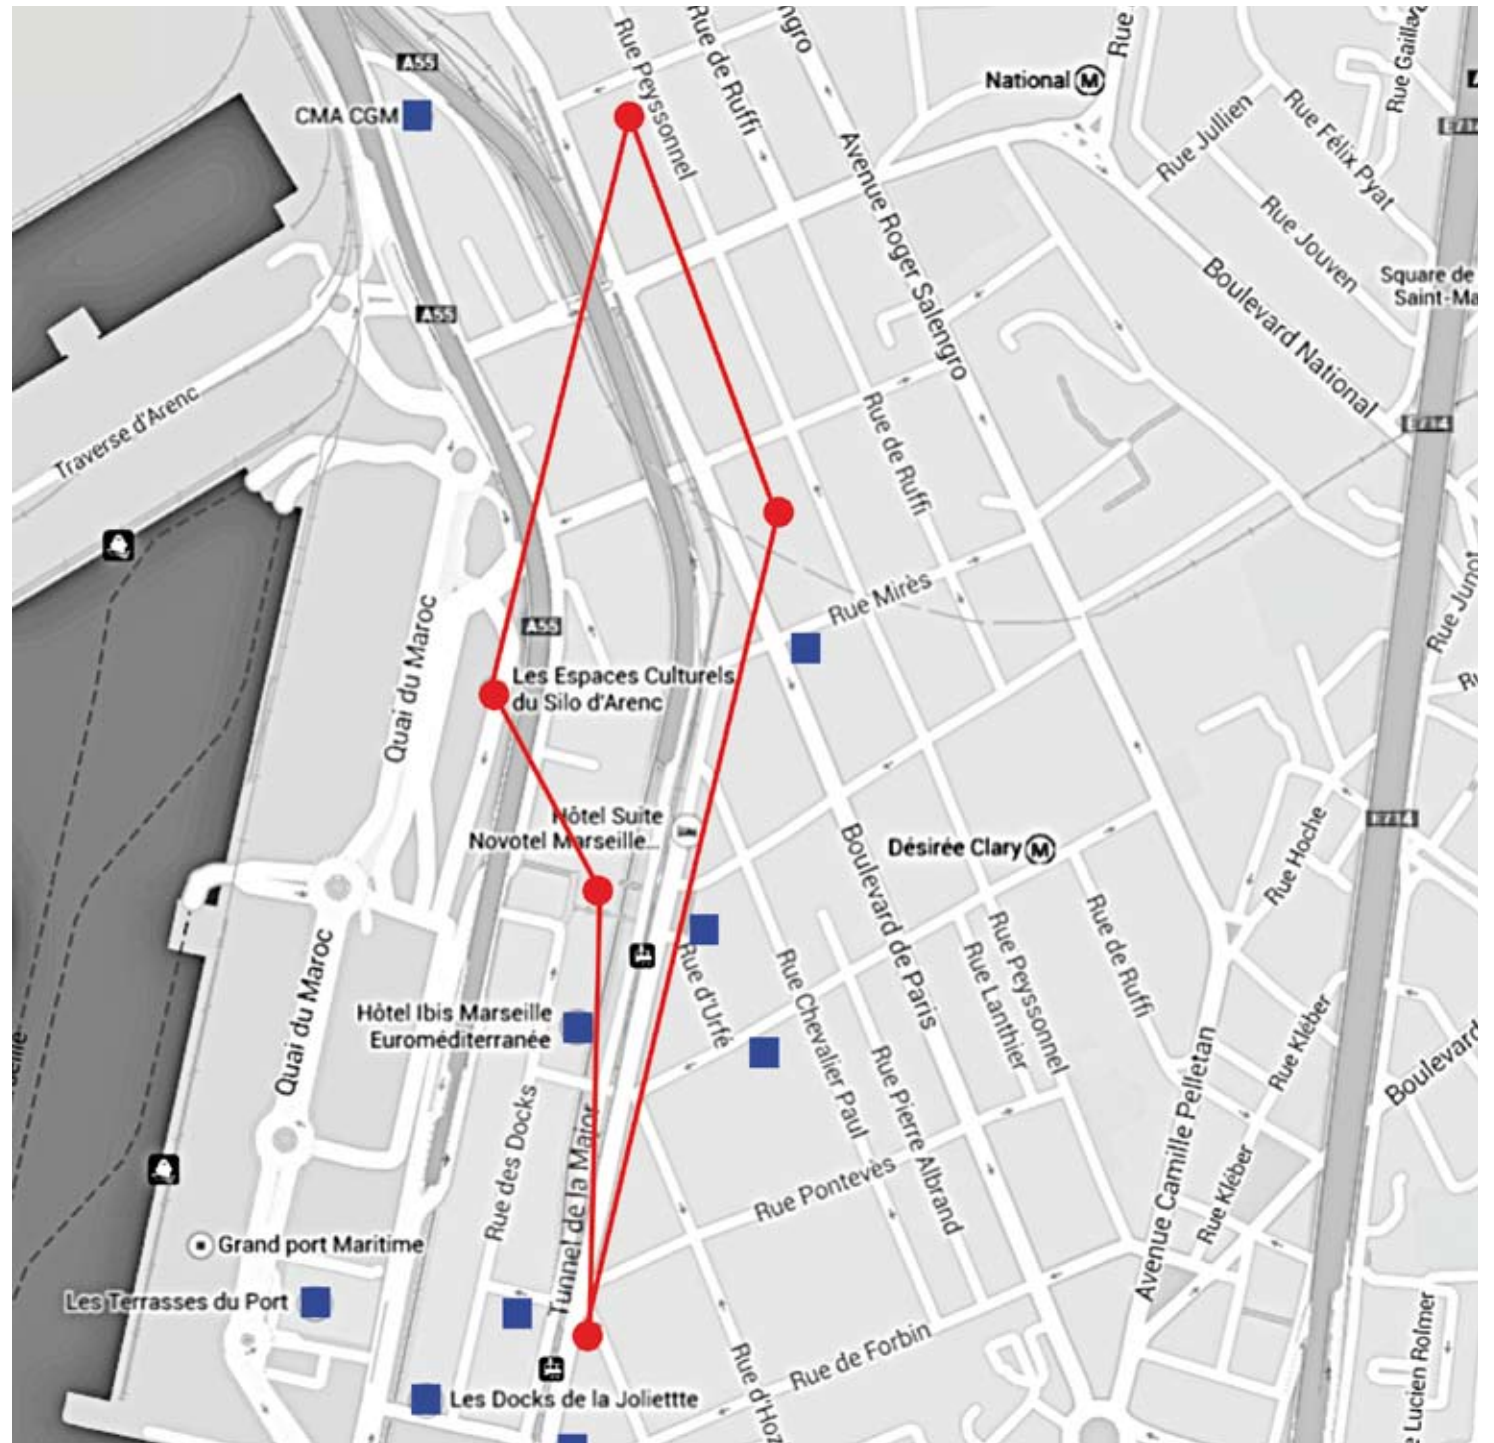 A55
CMA CGM
Rue Peyssonnel
Rue de Ruffi
engro
National M
Rue
Rue Gaillard
Rue Jullien
Rue Félix Pyat
Avenue Roger Salengro
Rue Jouven
Square de
Saint-Ma
A55
Boulevard National
Traverse d'Arenc
Rue de Ruffi
Rue Mirès
Rue Junot
A55
Quai du Maroc
Les Espaces Culturels
du Silo d'Arenc
Ru
Hôtel Suite
Novotel Marseille...
Boulevard de Paris
Désirée Clary M
Rue Hoche
Quai du Maroc
Rue d'Urfé
Rue Chevalier Paul
Rue Lanthier
Rue Peyssonnel
Rue de Ruffi
Hôtel Ibis Marseille
Euroméditerranée
Rue Kléber
Boulevard
Rue des Docks
Tunnel de la Major
Rue Pierre Albrand
Avenue Camille Pelletan
Rue Pontevès
Rue Kléber
Grand port Maritime
Les Terrasses du Port
Rue de Forbin
Rue d'Hoz
e Lucien Rolmer
Les Docks de la Joliettte